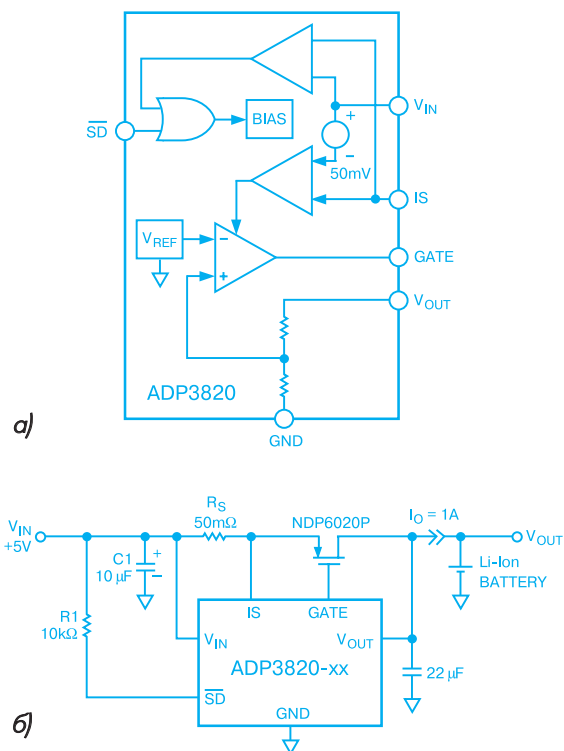 BIAS
V_IN
SD
+
−
50mV
IS
V_REF
−
+
GATE
V_OUT
ADP3820
GND
а)
V_IN
+5V
R_S
50mΩ
NDP6020P
I_O = 1A
V_OUT
C1
10 µF
+
−
Li-Ion
BATTERY
R1
10kΩ
IS
GATE
V_IN
V_OUT
ADP3820-xx
SD
22 µF
GND
б)